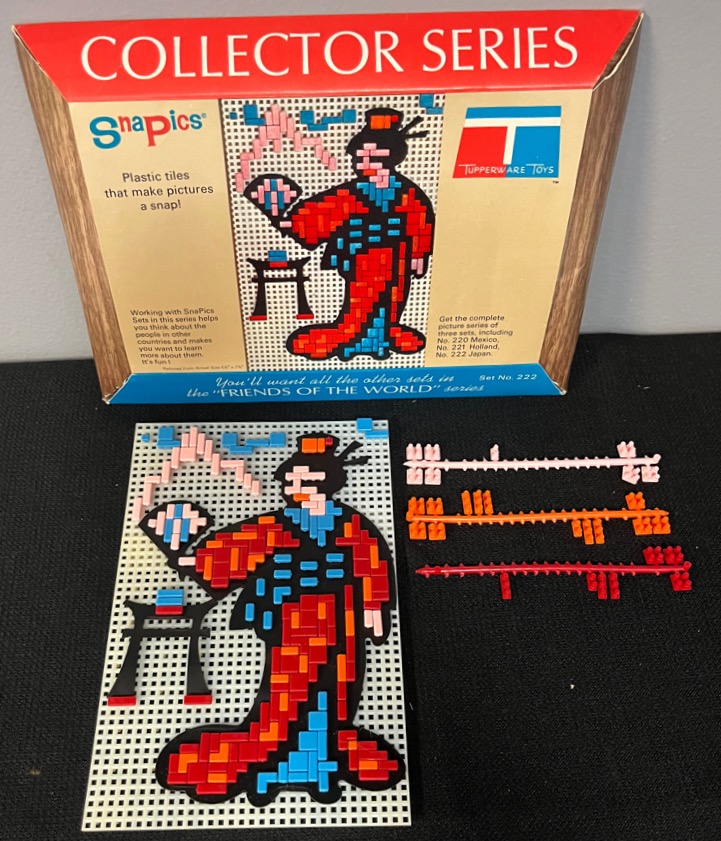 COLLECTOR SERIES
SnaPics®
Plastic tiles
that make pictures
a snap!
TUPPERWARE TOYS
™
Working with SnaPics
Sets in this series helps
you think about the
people in other
countries and makes
you want to learn
more about them.
It's fun!
Get the complete
picture series of
three sets, including
No. 220 Mexico,
No. 221 Holland,
No. 222 Japan.
You'll want all the other sets in
the "FRIENDS OF THE WORLD" series
Set No. 222